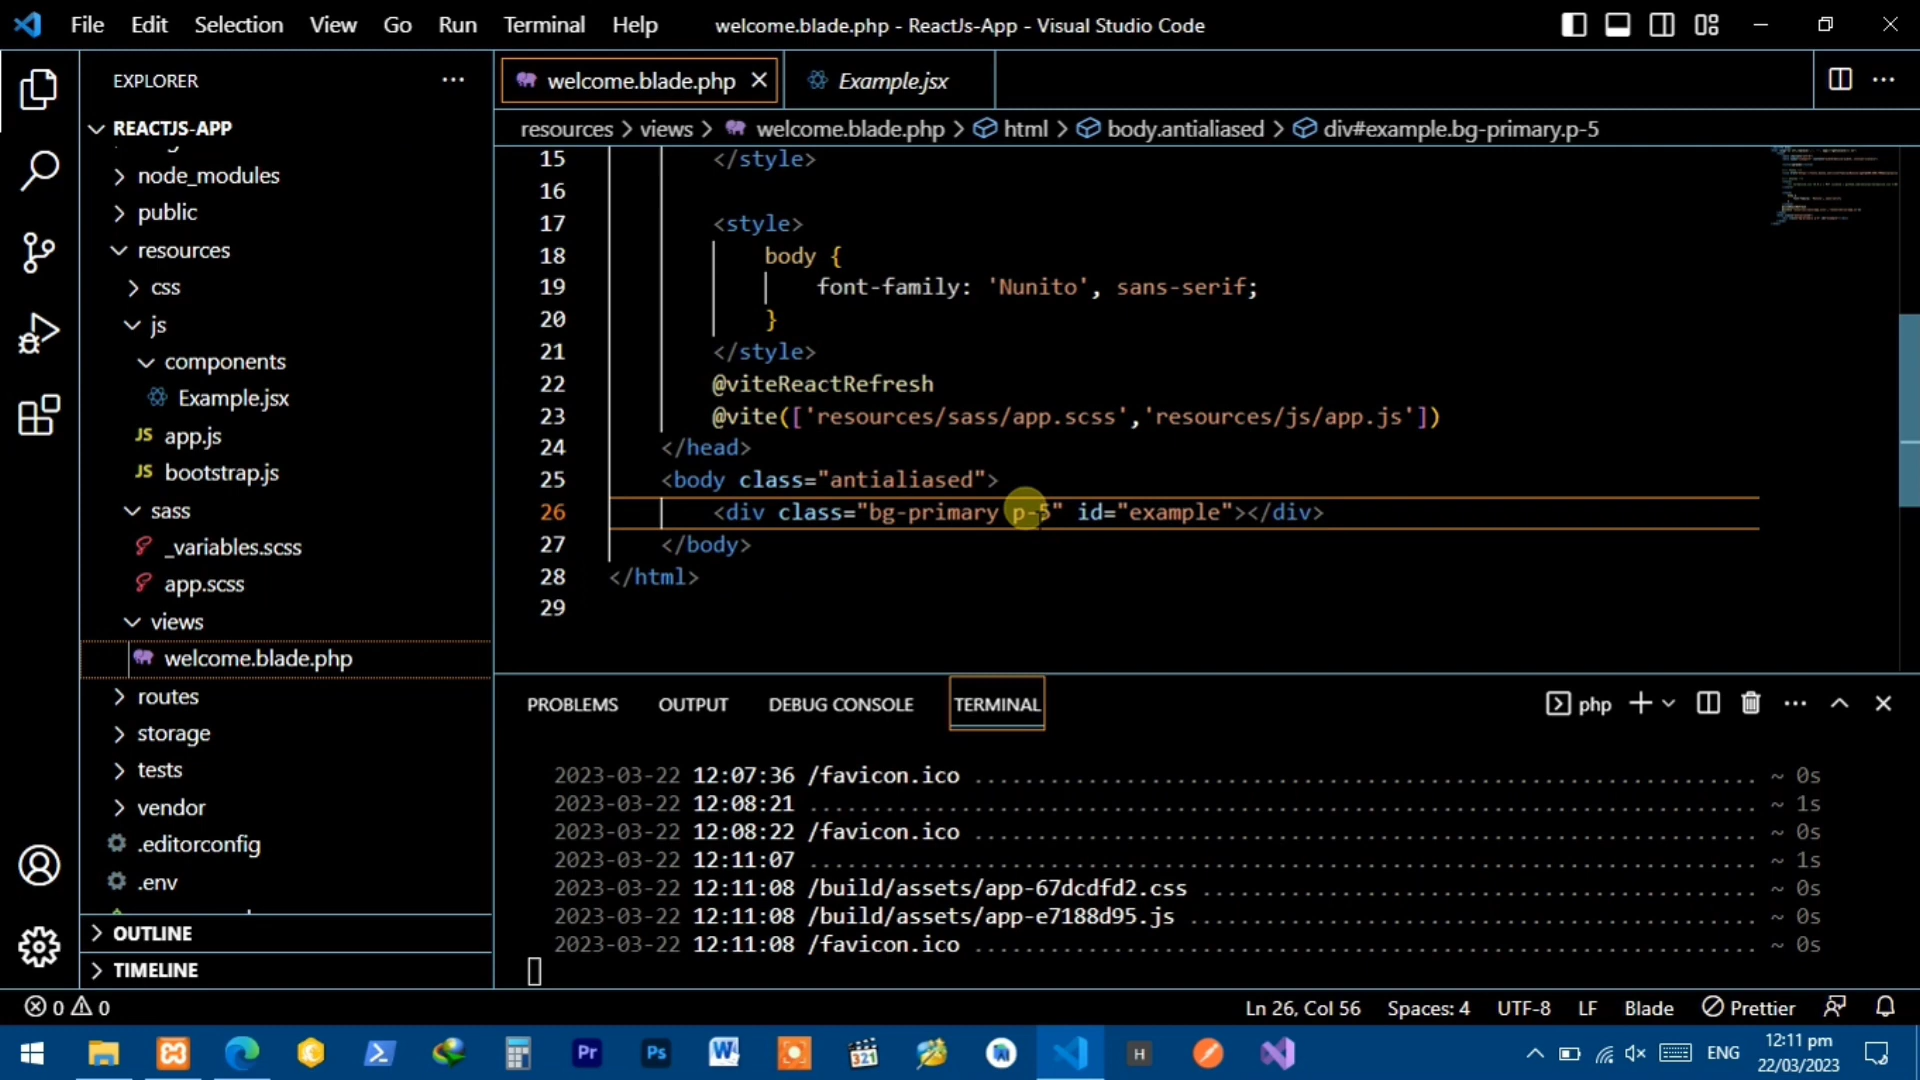 File Edit Selection View Go Run Terminal Help welcome.blade.php - ReactJs-App - Visual Studio Code
EXPLORER
REACTJS-APP
node_modules
public
resources
css
js
components
Example.jsx
JS app.js
JS bootstrap.js
sass
_variables.scss
app.scss
views
welcome.blade.php
routes
storage
tests
vendor
.editorconfig
.env
OUTLINE
TIMELINE
welcome.blade.php Example.jsx
resources > views > welcome.blade.php > html > body.antialiased > div#example.bg-primary.p-5
15 </style>
16
17 <style>
18 body {
19 font-family: 'Nunito', sans-serif;
20 }
21 </style>
22 @viteReactRefresh
23 @vite(['resources/sass/app.scss','resources/js/app.js'])
24 </head>
25 <body class="antialiased">
26 <div class="bg-primary p-5" id="example"></div>
27 </body>
28 </html>
29
PROBLEMS OUTPUT DEBUG CONSOLE TERMINAL php
2023-03-22 12:07:36 /favicon.ico ~ 0s
2023-03-22 12:08:21 ~ 1s
2023-03-22 12:08:22 /favicon.ico ~ 0s
2023-03-22 12:11:07 ~ 1s
2023-03-22 12:11:08 /build/assets/app-67dcdfd2.css ~ 0s
2023-03-22 12:11:08 /build/assets/app-e7188d95.js ~ 0s
2023-03-22 12:11:08 /favicon.ico ~ 0s
0 0 Ln 26, Col 56 Spaces: 4 UTF-8 LF Blade Prettier
Pr Ps W 321 H ENG 12:11 pm
22/03/2023